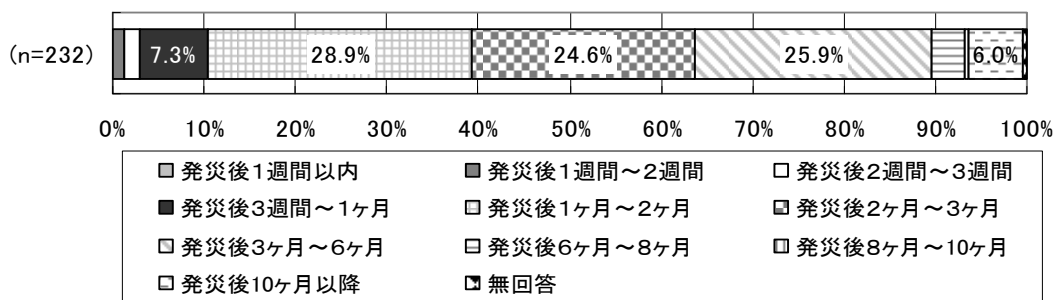 (n=232) 7.3% 28.9% 24.6% 25.9% 6.0%
0% 10% 20% 30% 40% 50% 60% 70% 80% 90% 100%
発災後1週間以内 発災後1週間～2週間 発災後2週間～3週間
発災後3週間～1ヶ月 発災後1ヶ月～2ヶ月 発災後2ヶ月～3ヶ月
発災後3ヶ月～6ヶ月 発災後6ヶ月～8ヶ月 発災後8ヶ月～10ヶ月
発災後10ヶ月以降 無回答